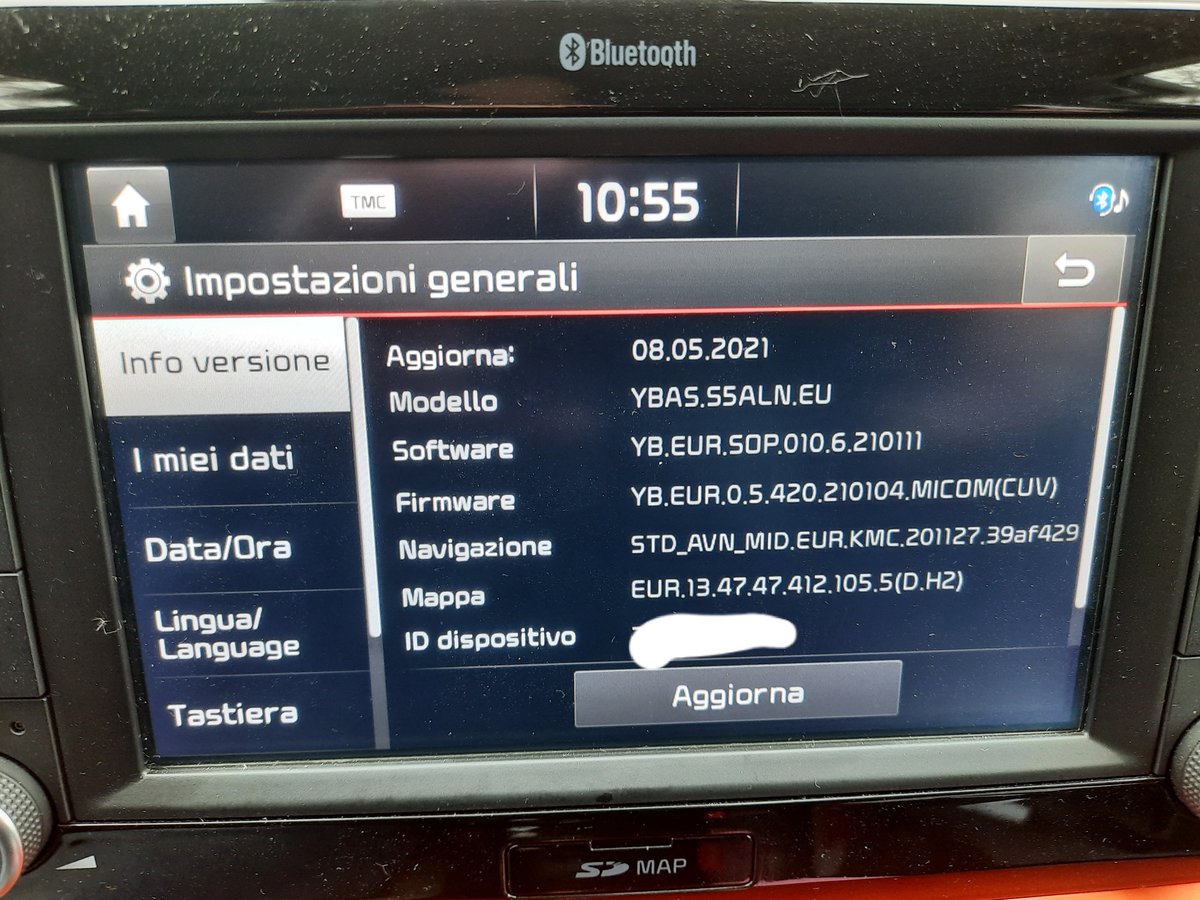 Bluetooth
TMC
10:55
Impostazioni generali
Info versione
I miei dati
Data/Ora
Lingua/
Language
Tastiera
Aggiorna: 08.05.2021
Modello YBAS.S5ALN.EU
Software YB.EUR.SOP.010.6.210111
Firmware YB.EUR.0.5.420.210104.MICOM(CUV)
Navigazione STD_AVN_MID.EUR.KMC.201127.39af429
Mappa EUR.13.47.47.412.105.5(D.H2)
ID dispositivo
Aggiorna
SD MAP